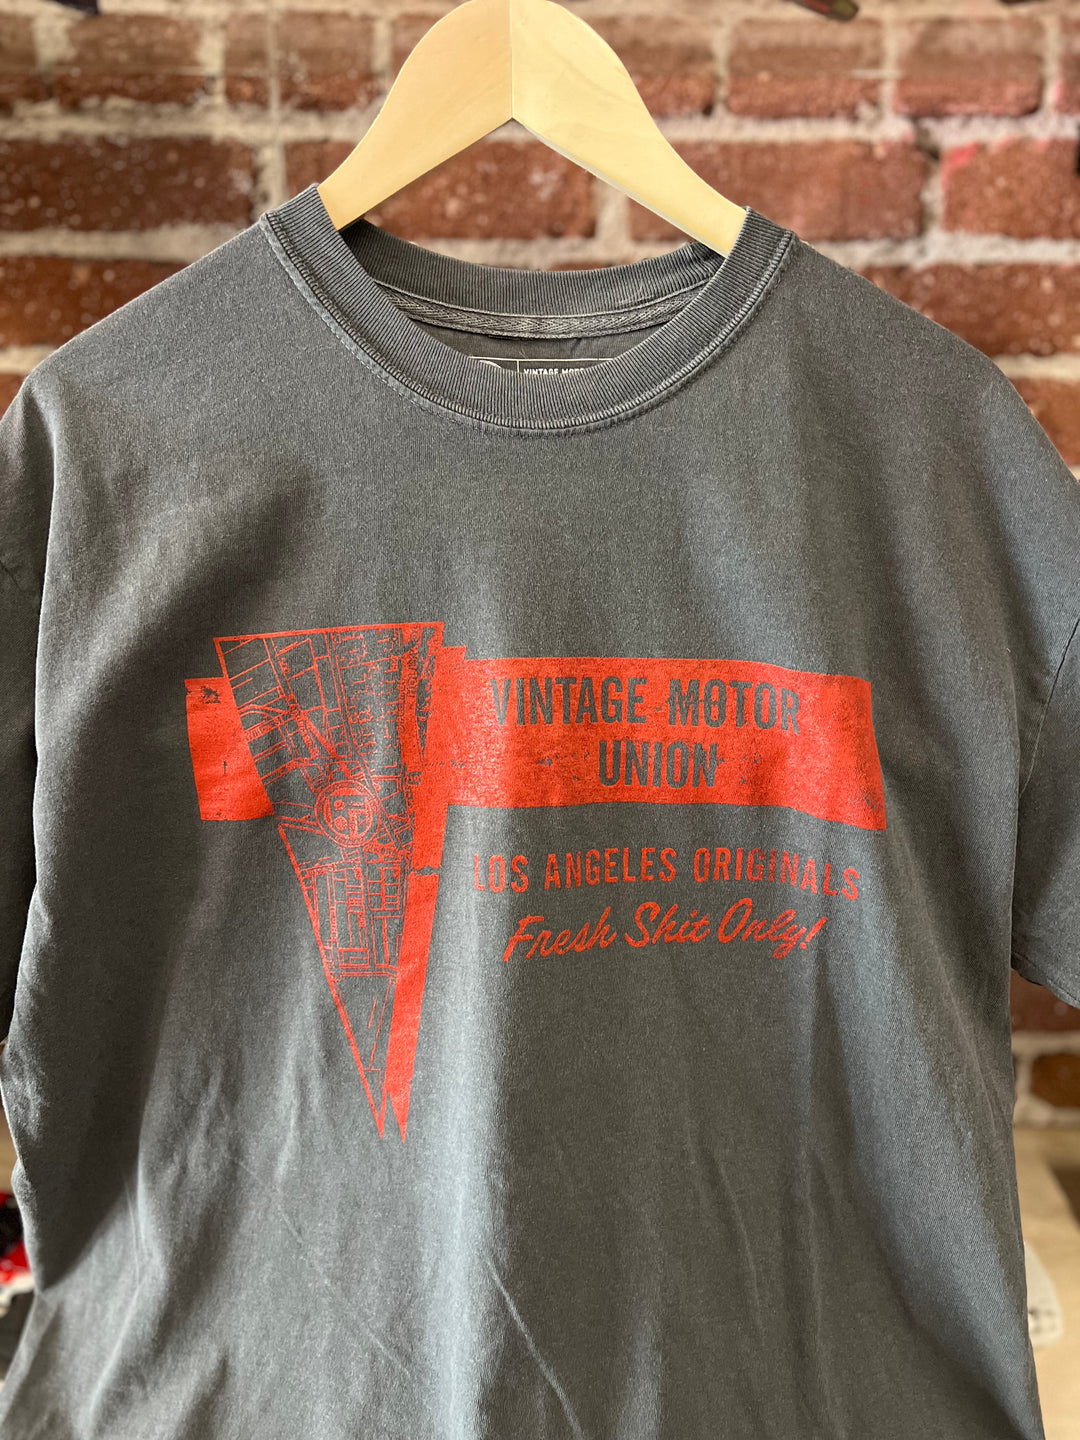 VINTAGE MOTOR
UNION
LOS ANGELES ORIGINALS
Fresh Shit Only!